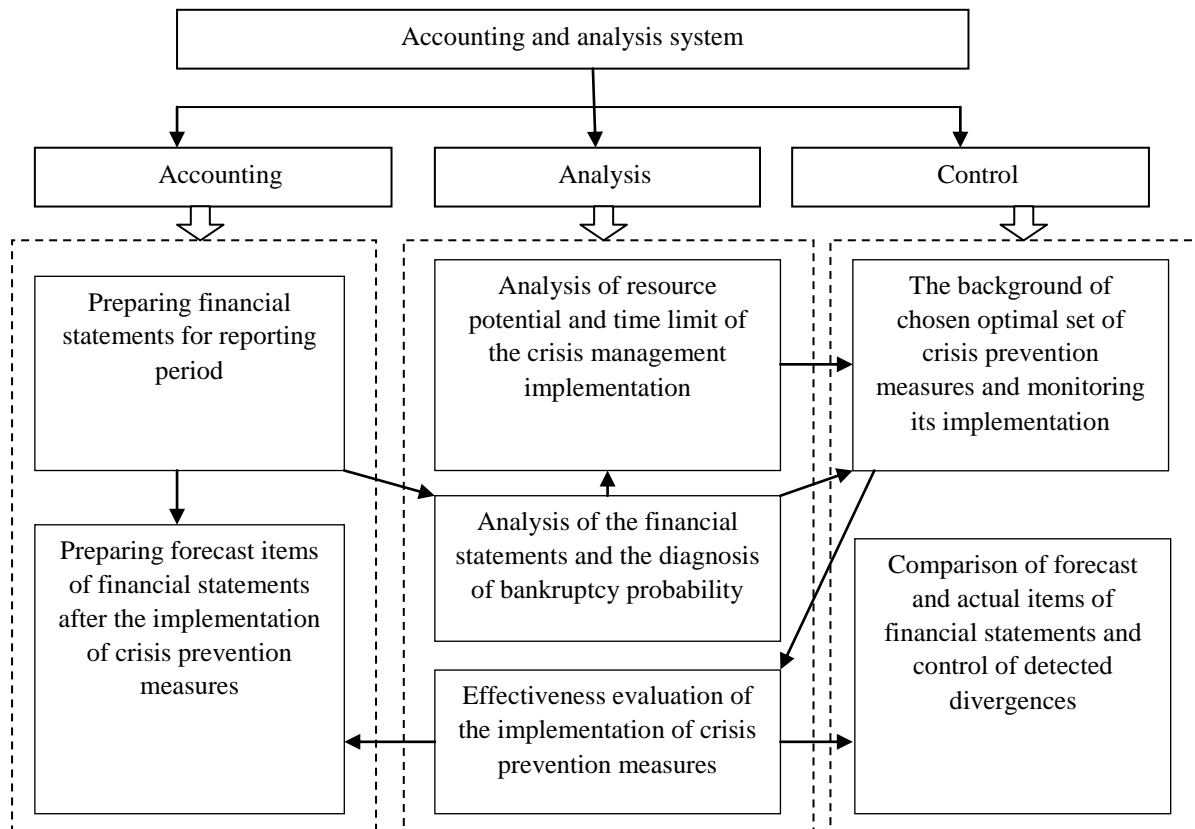 Accounting and analysis system
Accounting
Analysis
Control
Preparing financial
statements for reporting
period
Analysis of resource
potential and time limit of
the crisis management
implementation
The background of
chosen optimal set of
crisis prevention
measures and monitoring
its implementation
Preparing forecast items
of financial statements
after the implementation
of crisis prevention
measures
Analysis of the financial
statements and the diagnosis
of bankruptcy probability
Comparison of forecast
and actual items of
financial statements and
control of detected
divergences
Effectiveness evaluation of
the implementation of crisis
prevention measures